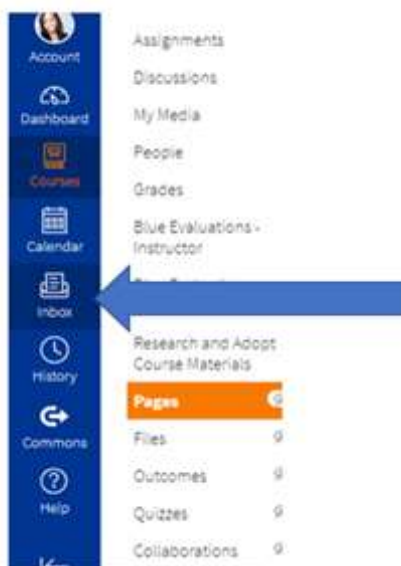 Account
Dashboard
Courses
Calendar
Inbox
History
Commons
Help
Assignments
Discussions
My Media
People
Grades
Blue Evaluations -
Instructor
Research and Adopt
Course Materials
Pages
Files
Outcomes
Quizzes
Collaborations